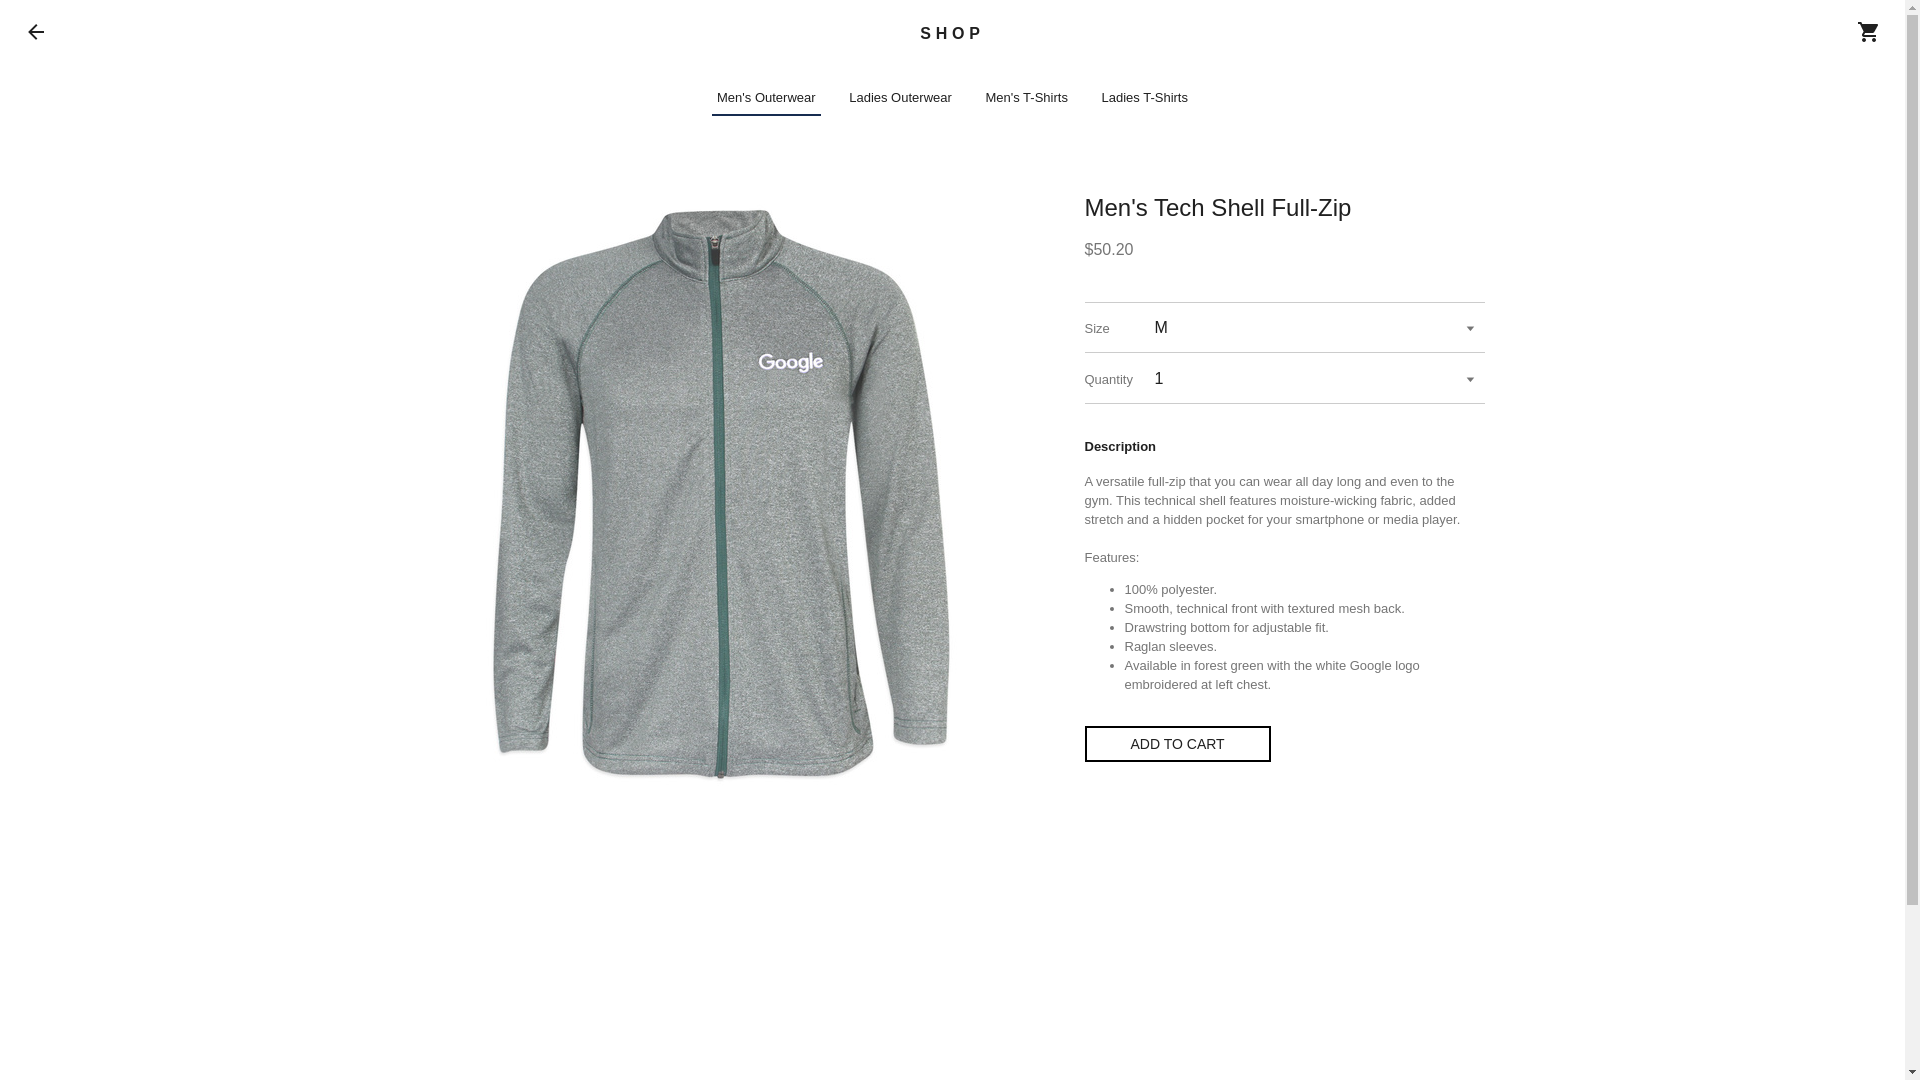 SHOP
Men's Outerwear
Ladies Outerwear
Men's T-Shirts
Ladies T-Shirts
Google
Men's Tech Shell Full-Zip
$50.20
Size M
Quantity 1
Description
A versatile full-zip that you can wear all day long and even to the
gym. This technical shell features moisture-wicking fabric, added
stretch and a hidden pocket for your smartphone or media player.
Features:
• 100% polyester.
• Smooth, technical front with textured mesh back.
• Drawstring bottom for adjustable fit.
• Raglan sleeves.
• Available in forest green with the white Google logo
embroidered at left chest.
ADD TO CART